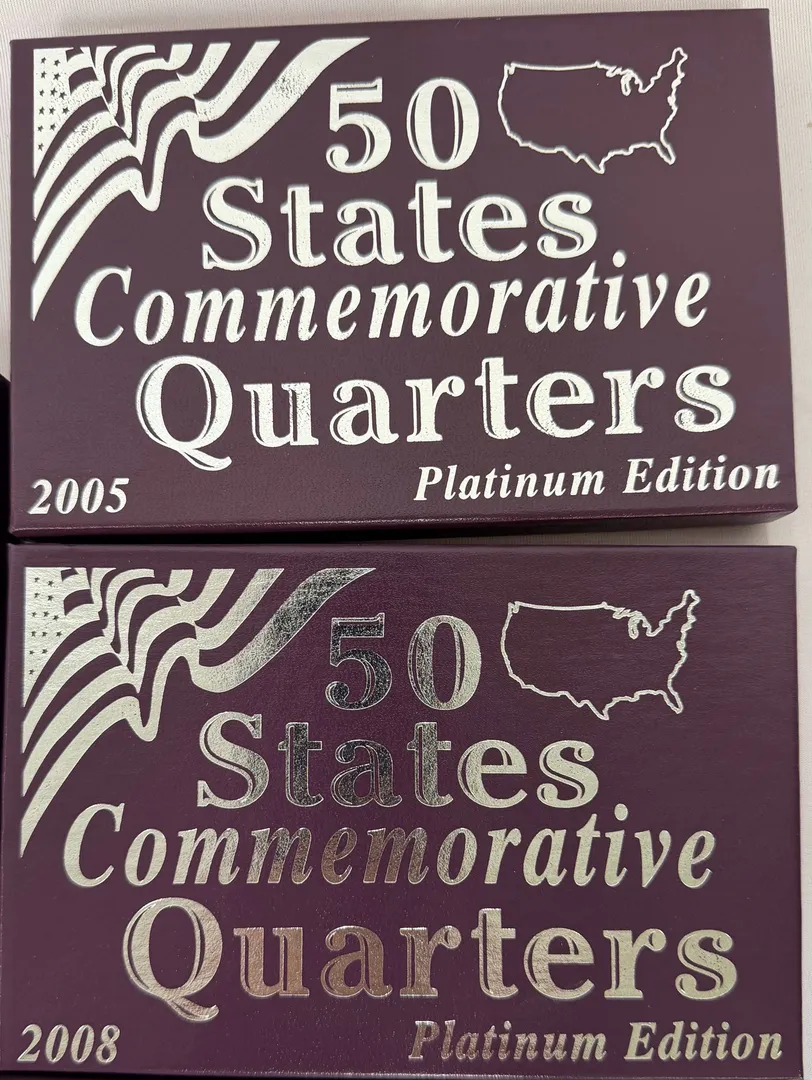 50
States
Commemorative
Quarters
2005 Platinum Edition
50
States
Commemorative
Quarters
2008 Platinum Edition